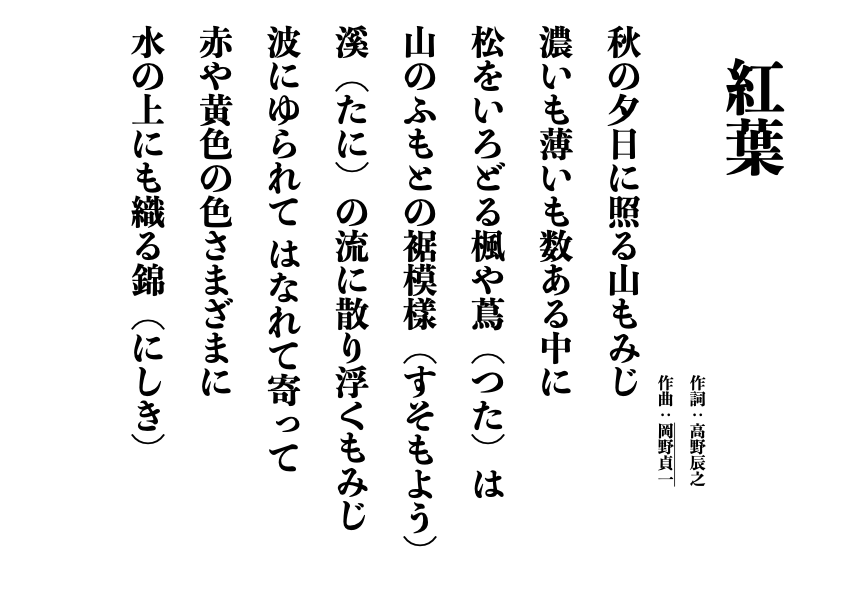 紅葉
作詞：高野辰之
作曲：岡野貞一
秋の夕日に照る山もみじ
濃いも薄いも数ある中に
松をいろどる楓や蔦（つた）は
山のふもとの裾模様（すそもよう）
溪（たに）の流に散り浮くもみじ
波にゆられて はなれて寄って
赤や黄色の色さまざまに
水の上にも織る錦（にしき）